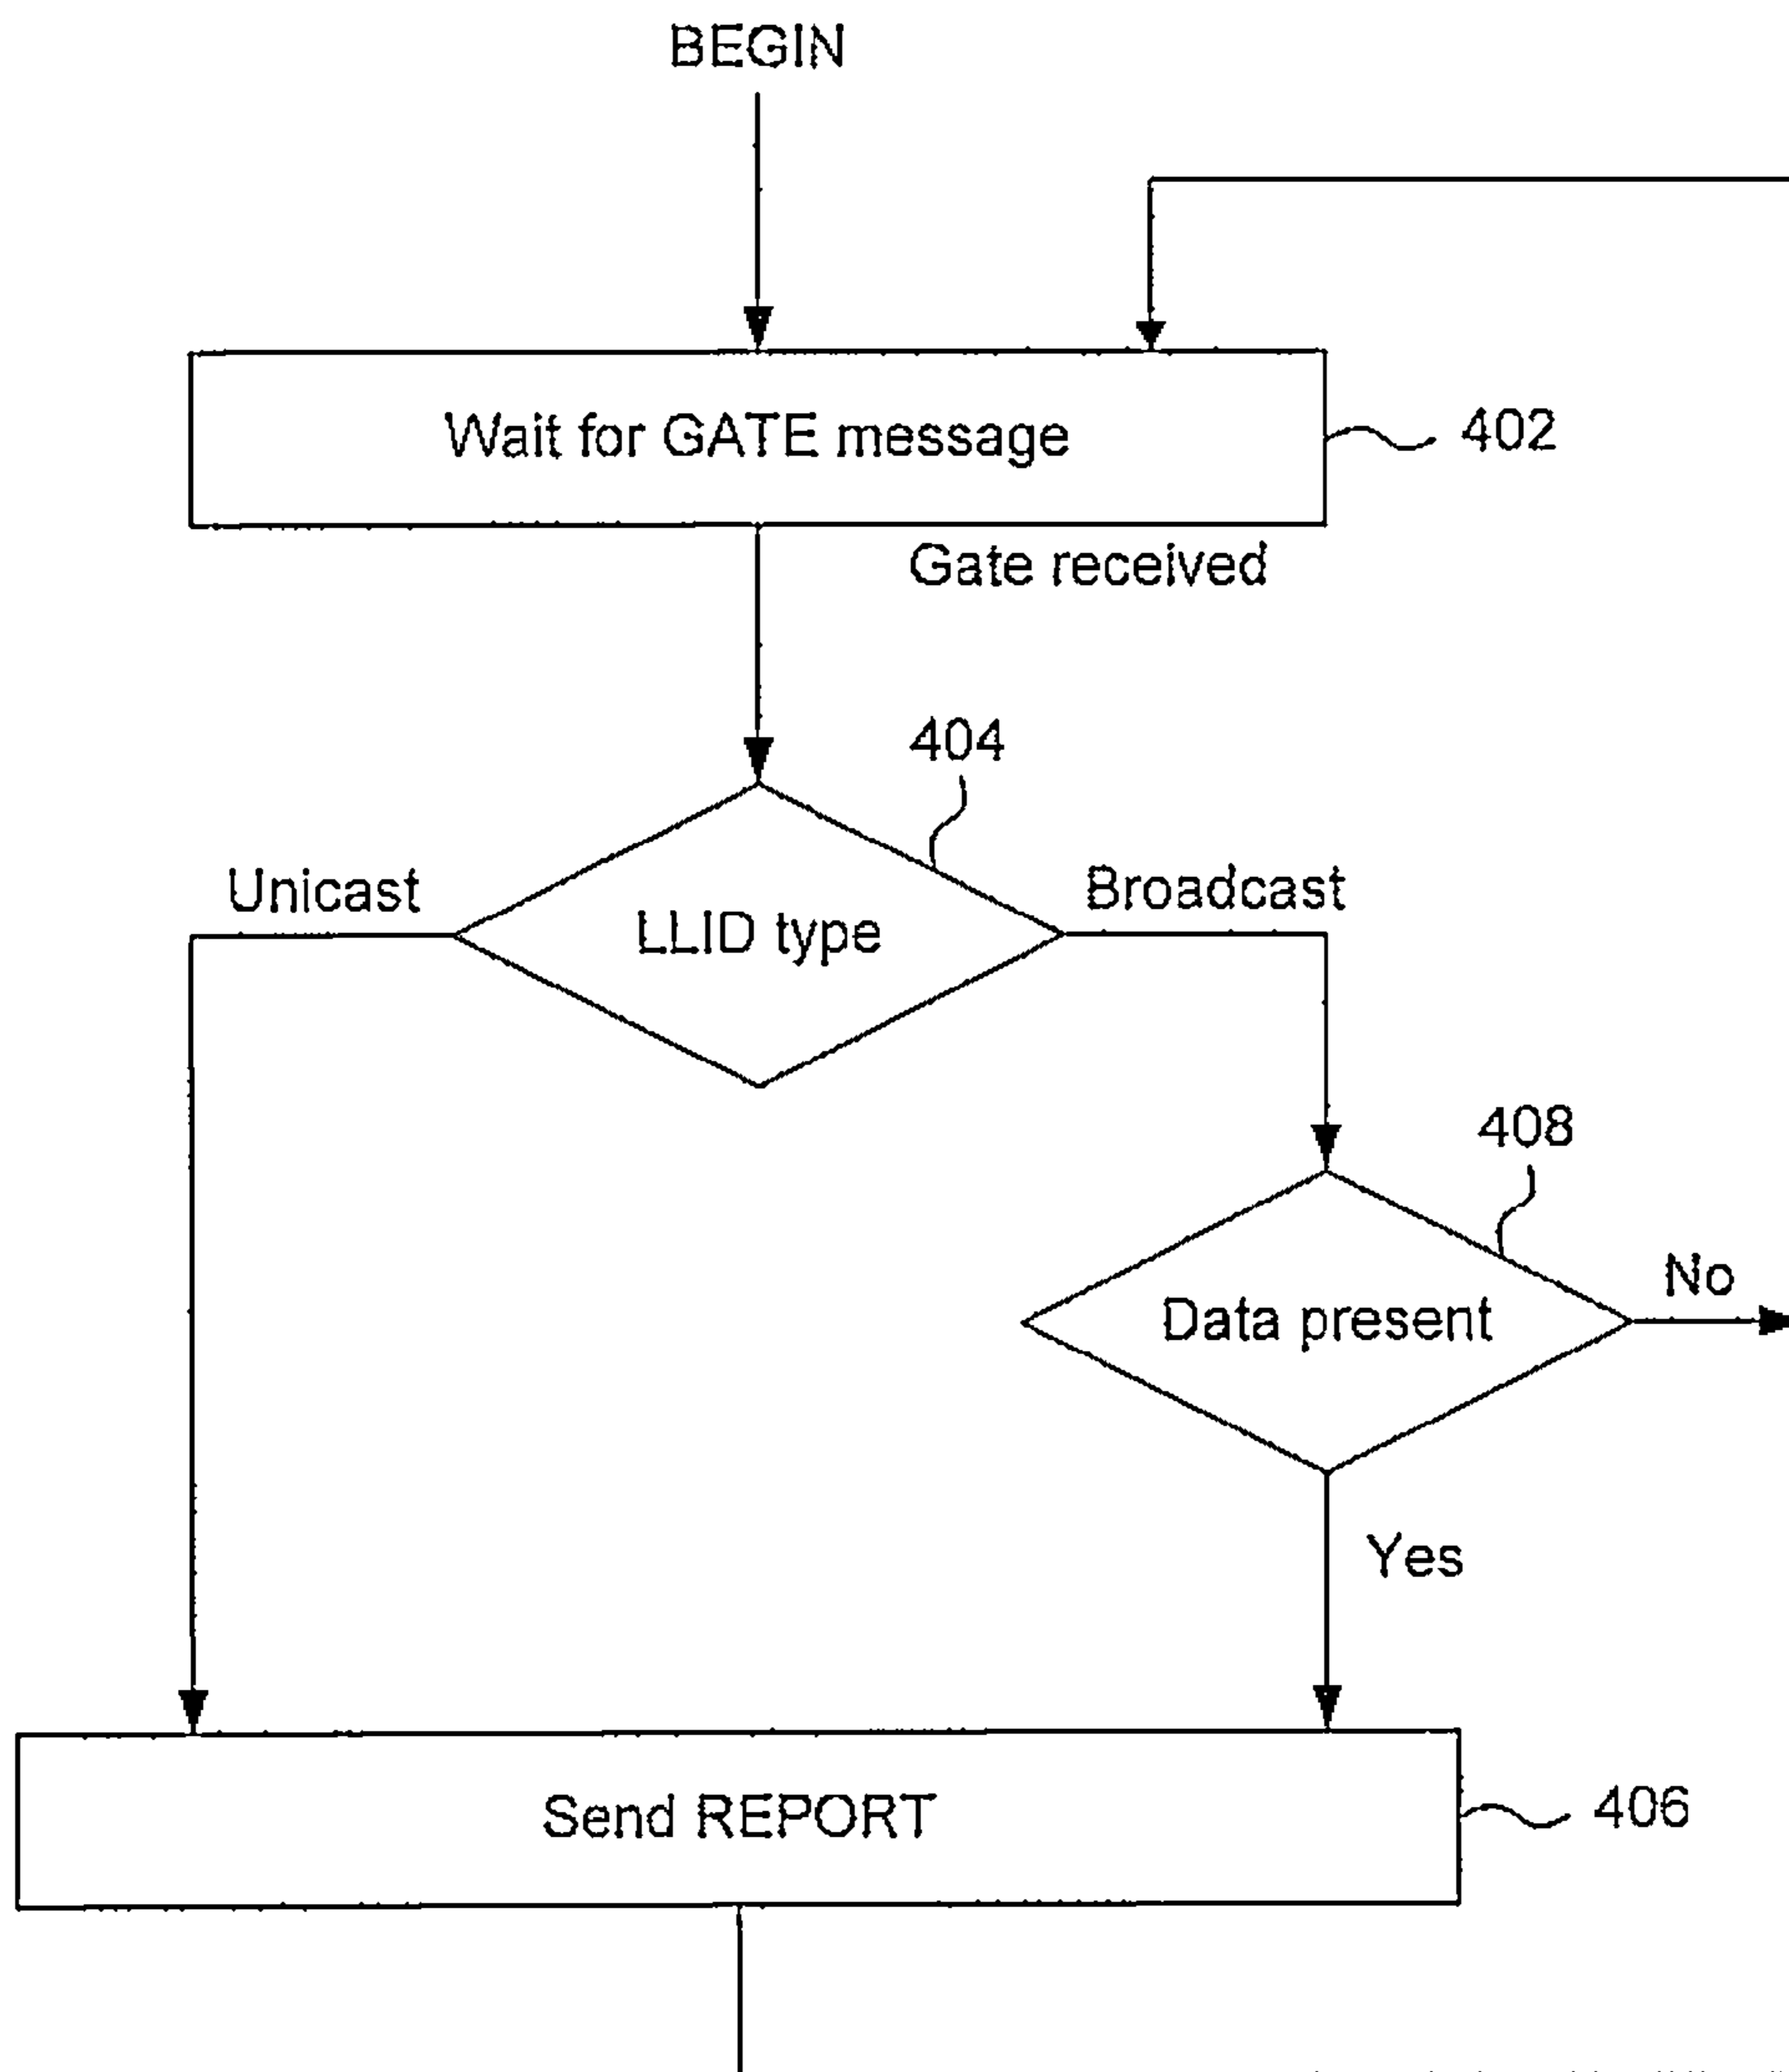 BEGIN
Wait for GATE message
402
Gate received
404
Unicast
LLID type
Broadcast
408
Data present
No
Yes
Send REPORT
406